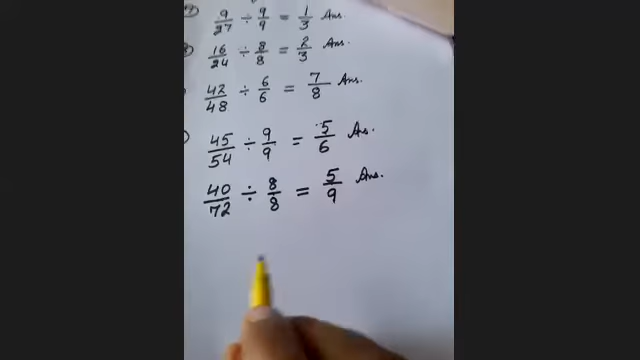 9/27 ÷ 9/9 = 1/3 Ans.
16/24 ÷ 8/8 = 2/3 Ans.
42/48 ÷ 6/6 = 7/8 Ans.
45/54 ÷ 9/9 = 5/6 Ans.
40/72 ÷ 8/8 = 5/9 Ans.